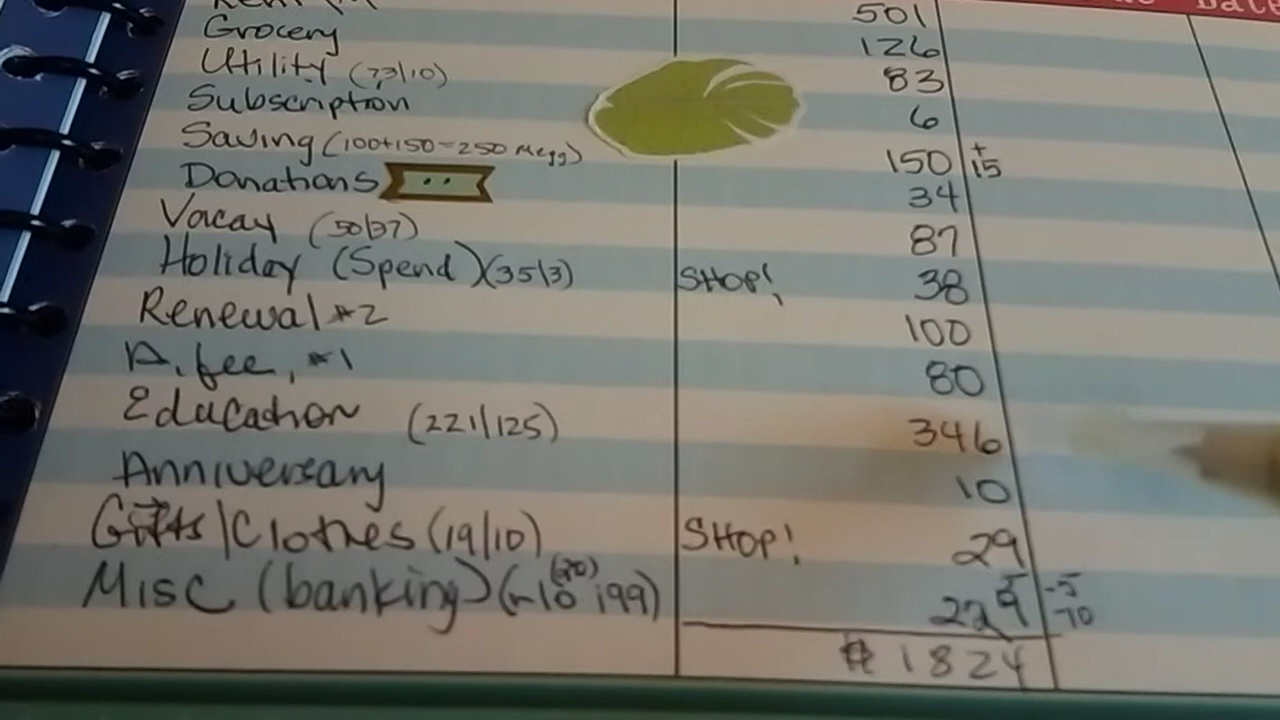 501
Grocery 126
Utility (73|10) 83
Subscription 6
Saving (100+150=250 Megg) 150 +15
Donations 34
Vacay (50|37) 87
Holiday (Spend) (35|3) SHOP! 38
Renewal #2 100
A. fee, #1 80
Education (221|125) 346
Anniversary 10
Gifts|Clothes (19|10) SHOP! 29
Misc (banking) -5
$1824